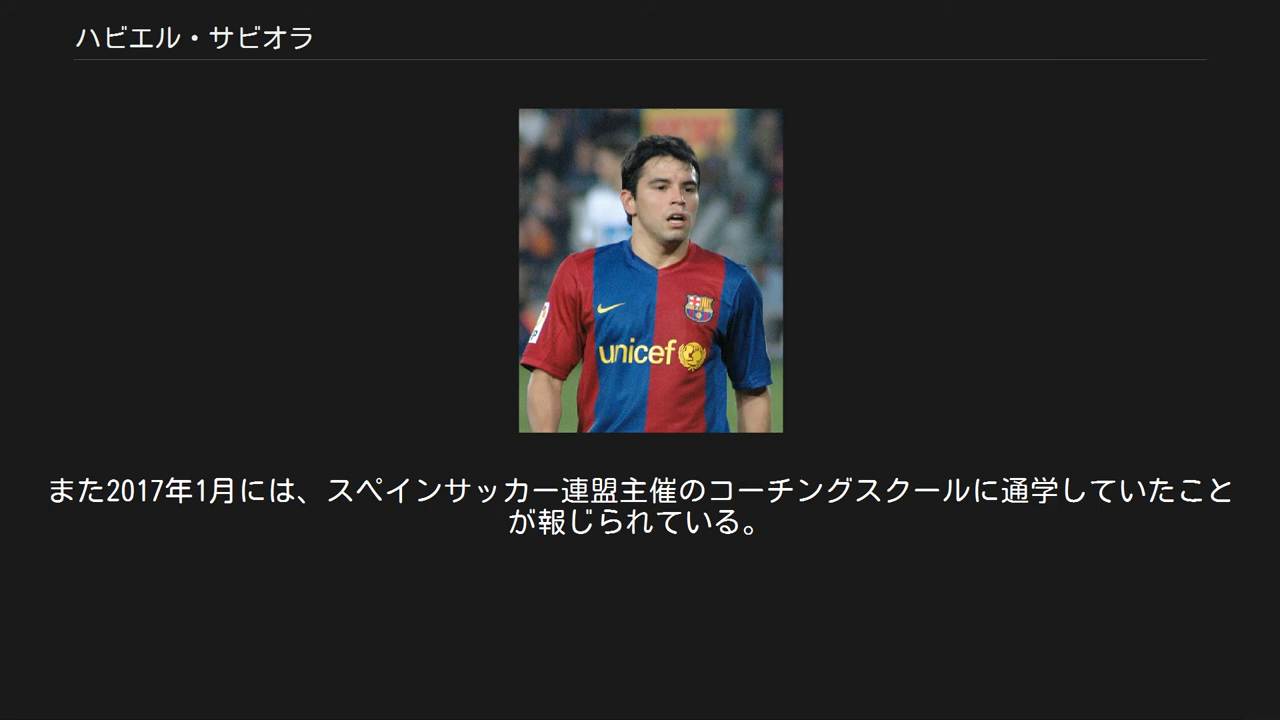 ハビエル・サビオラ
unicef
また2017年1月には、スペインサッカー連盟主催のコーチングスクールに通学していたこと
が報じられている。